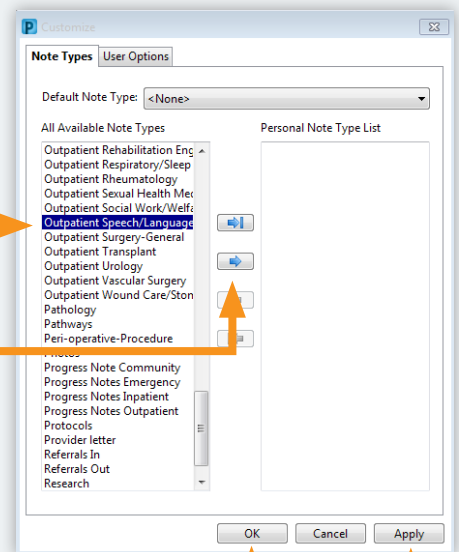 P Customize
Note Types User Options
Default Note Type: <None>
All Available Note Types
Personal Note Type List
Outpatient Rehabilitation Eng
Outpatient Respiratory/Sleep
Outpatient Rheumatology
Outpatient Sexual Health Med
Outpatient Social Work/Welfa
Outpatient Speech/Language
Outpatient Surgery-General
Outpatient Transplant
Outpatient Urology
Outpatient Vascular Surgery
Outpatient Wound Care/Ston
Pathology
Pathways
Peri-operative-Procedure
Photos
Progress Note Community
Progress Notes Emergency
Progress Notes Inpatient
Progress Notes Outpatient
Protocols
Provider letter
Referrals In
Referrals Out
Research
OK Cancel Apply